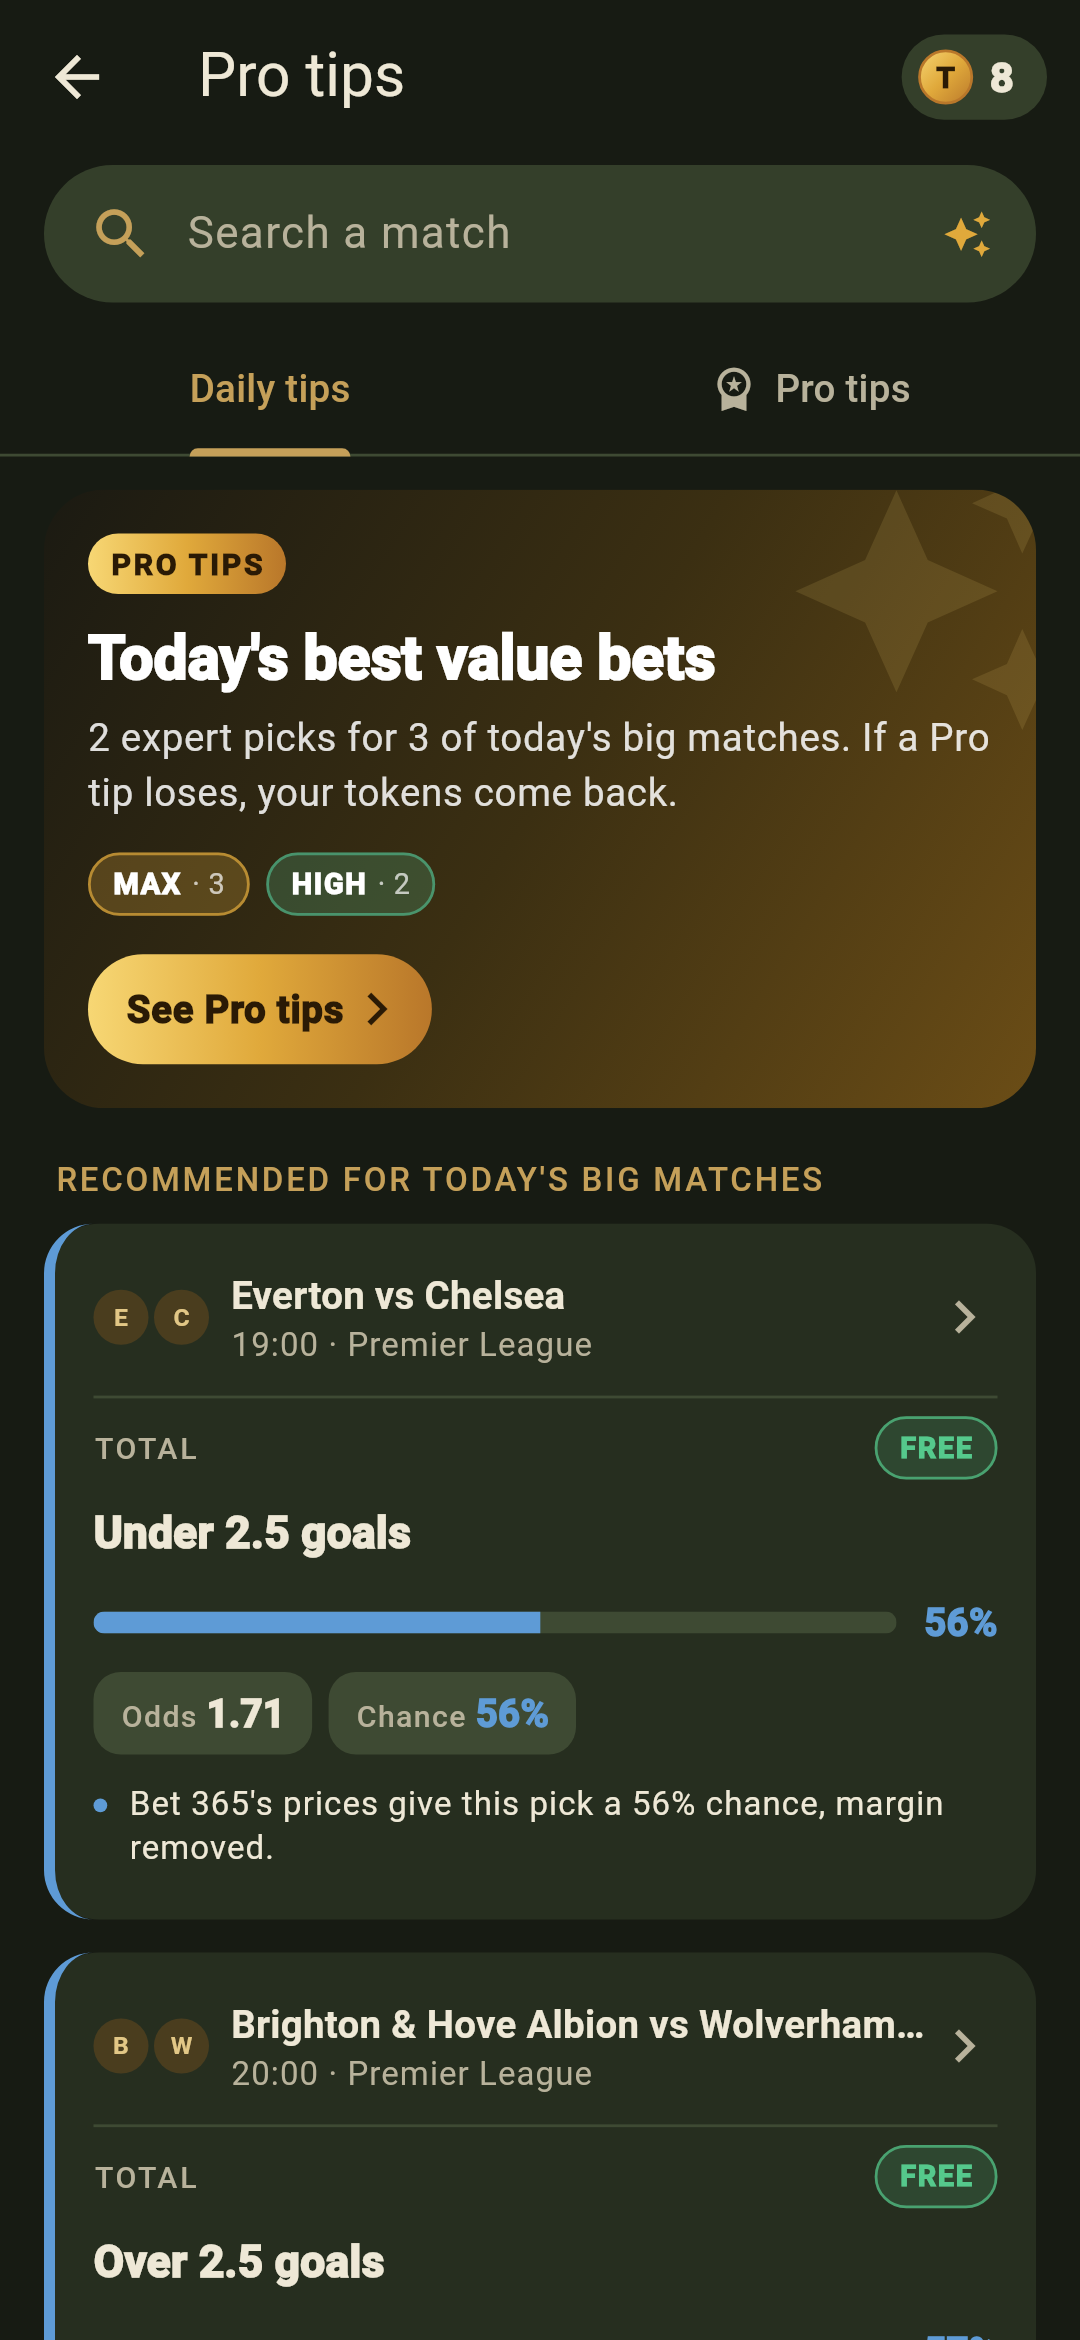 Pro tips
T 8
Search a match
Daily tips
Pro tips
PRO TIPS
Today's best value bets
2 expert picks for 3 of today's big matches. If a Pro
tip loses, your tokens come back.
MAX · 3
HIGH · 2
See Pro tips
RECOMMENDED FOR TODAY'S BIG MATCHES
E C
Everton vs Chelsea
19:00 · Premier League
TOTAL
FREE
Under 2.5 goals
56%
Odds 1.71
Chance 56%
Bet 365's prices give this pick a 56% chance, margin
removed.
B W
Brighton & Hove Albion vs Wolverham...
20:00 · Premier League
TOTAL
FREE
Over 2.5 goals